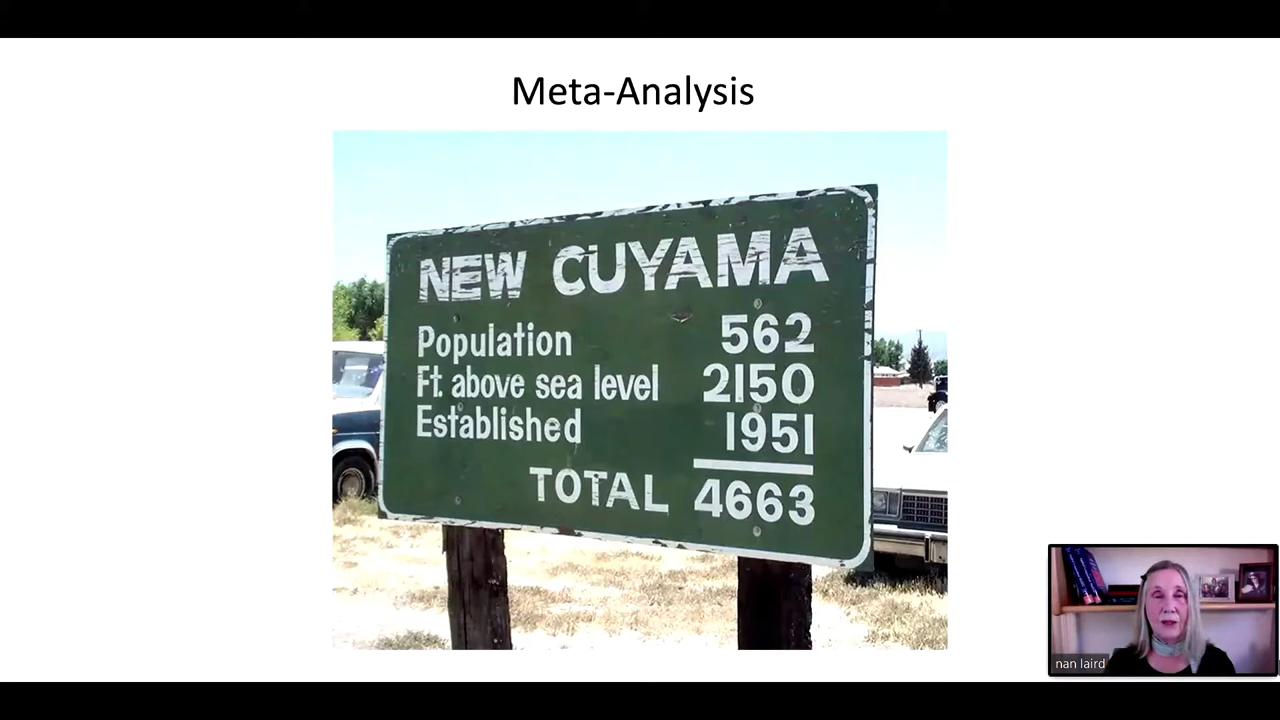 Meta-Analysis
NEW CUYAMA
Population 562
Ft. above sea level 2150
Established 1951
TOTAL 4663
nan laird